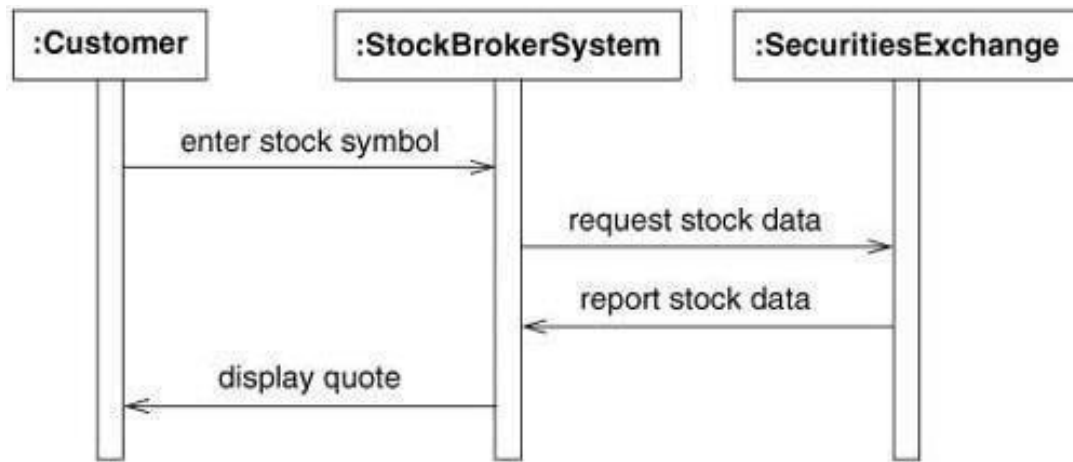 :Customer
:StockBrokerSystem
:SecuritiesExchange
enter stock symbol
request stock data
report stock data
display quote